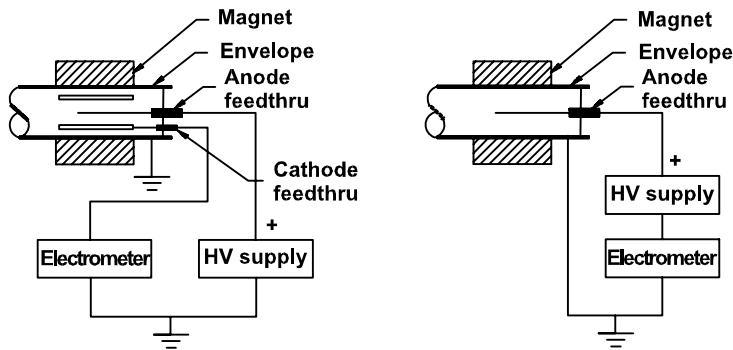 Magnet
Envelope
Anode
feedthru
Cathode
feedthru
+
Electrometer
HV supply
Magnet
Envelope
Anode
feedthru
+
HV supply
Electrometer